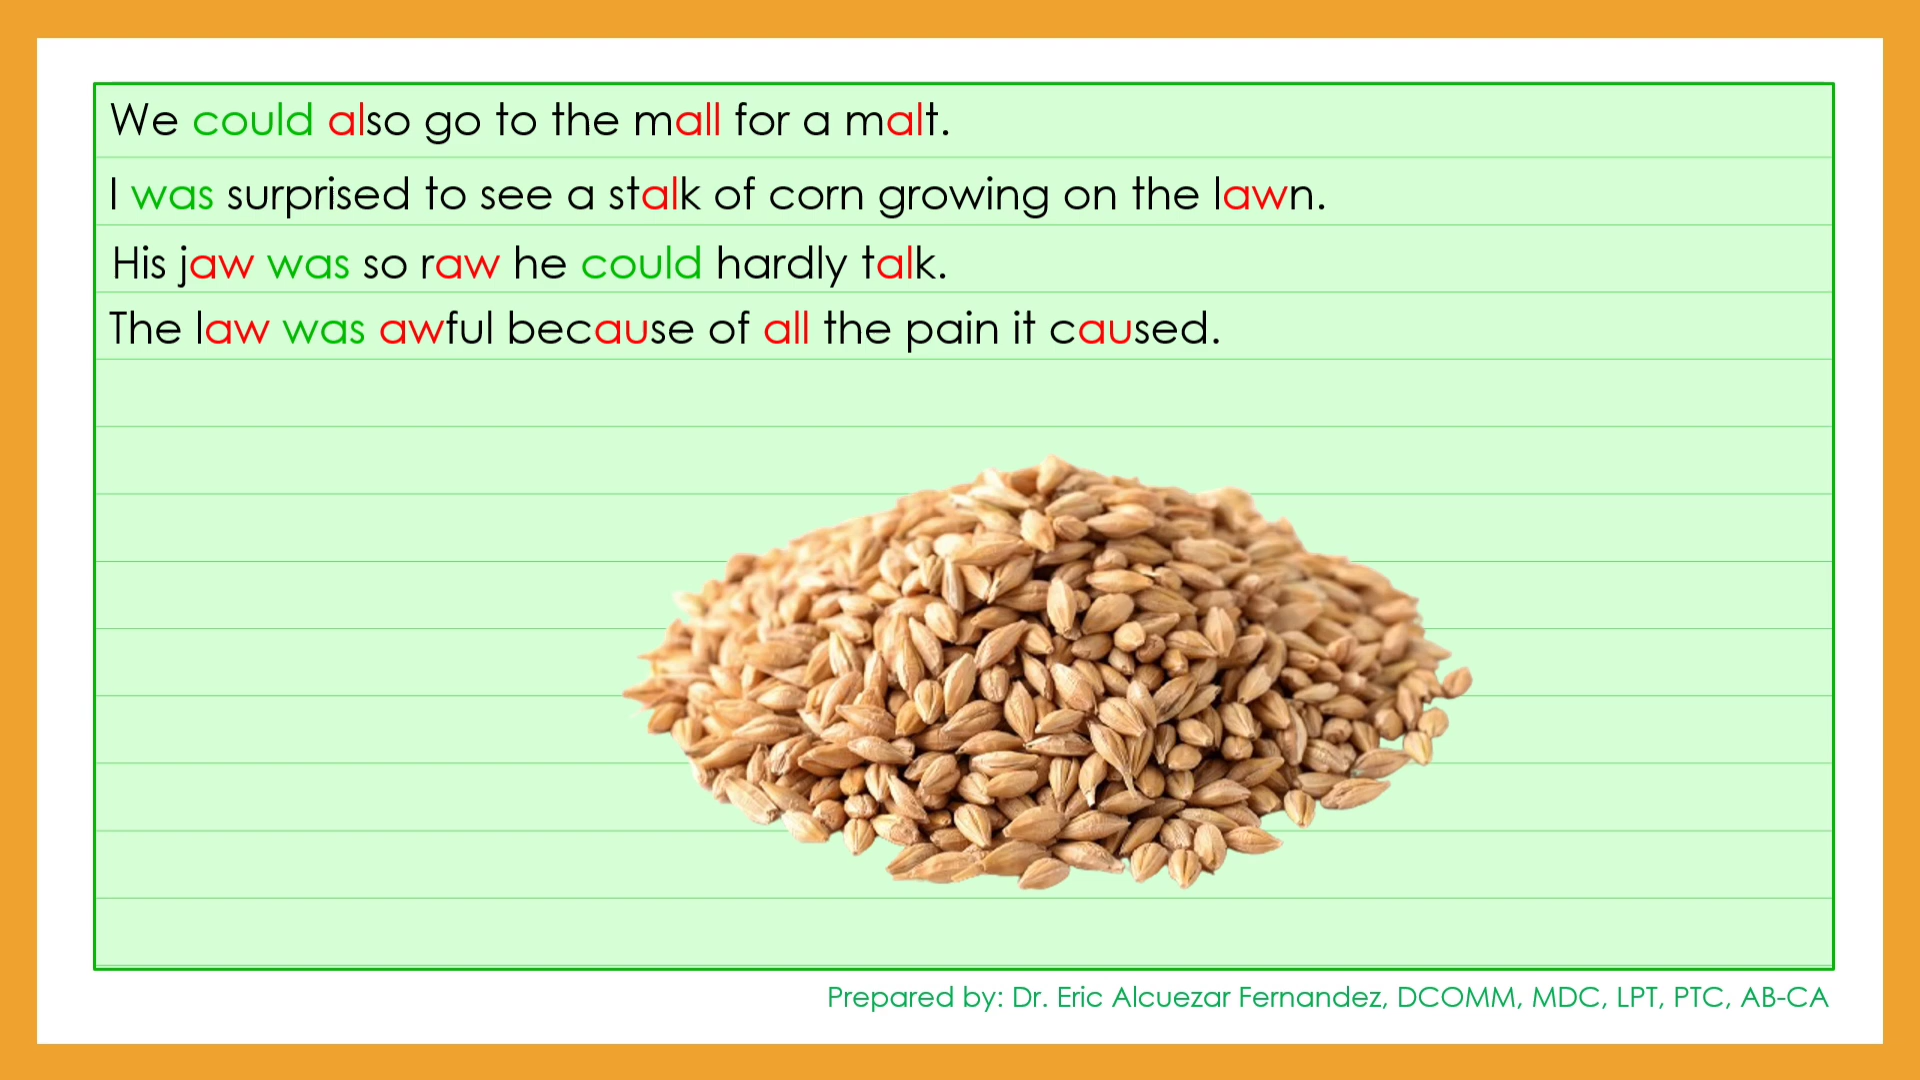 We could also go to the mall for a malt.
I was surprised to see a stalk of corn growing on the lawn.
His jaw was so raw he could hardly talk.
The law was awful because of all the pain it caused.
Prepared by: Dr. Eric Alcuezar Fernandez, DCOMM, MDC, LPT, PTC, AB-CA